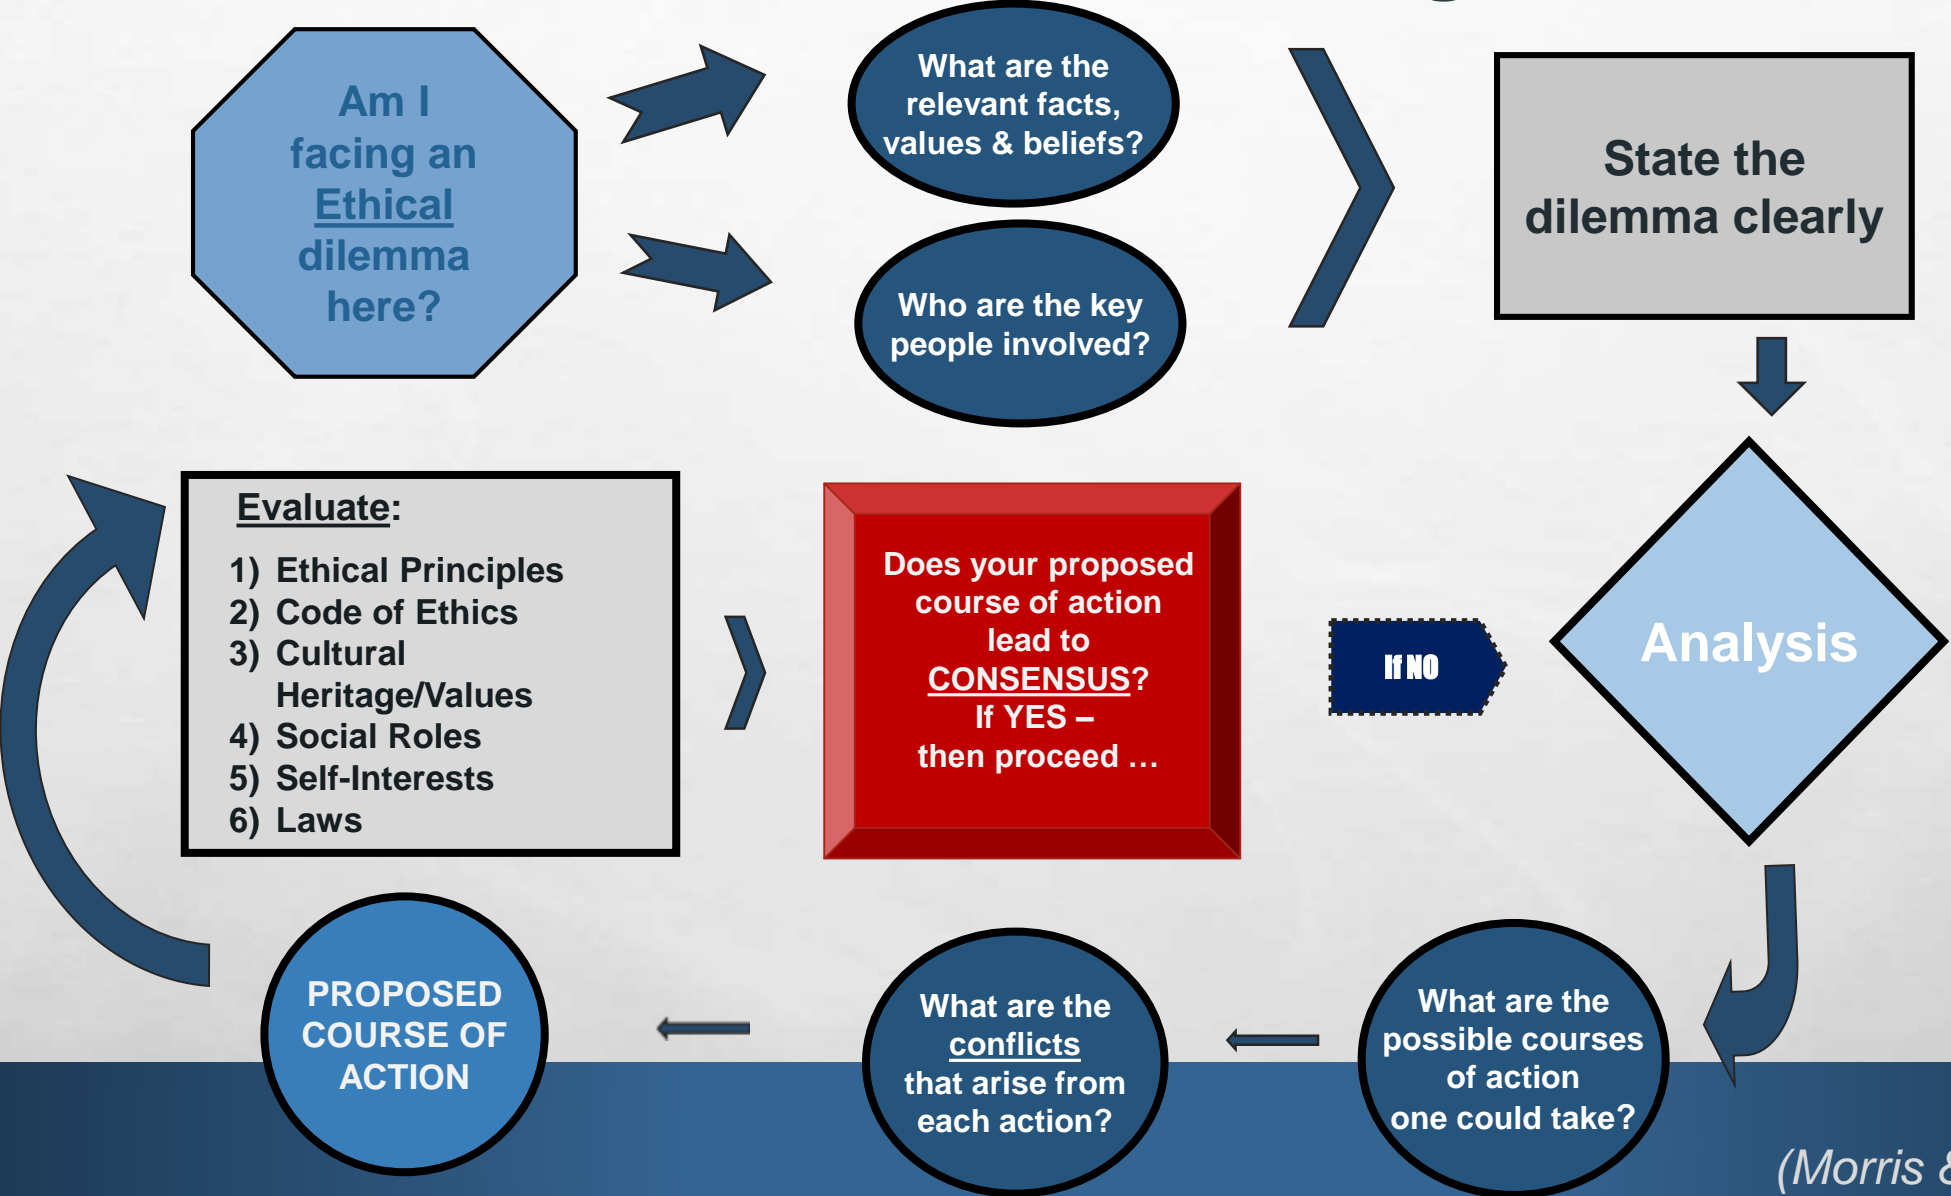 Am I
facing an
Ethical
dilemma
here?
What are the
relevant facts,
values & beliefs?
Who are the key
people involved?
State the
dilemma clearly
Analysis
What are the
possible courses
of action
one could take?
What are the
conflicts
that arise from
each action?
PROPOSED
COURSE OF
ACTION
Evaluate:
1) Ethical Principles
2) Code of Ethics
3) Cultural
Heritage/Values
4) Social Roles
5) Self-Interests
6) Laws
Does your proposed
course of action
lead to
CONSENSUS?
If YES –
then proceed …
If NO
(Morris &